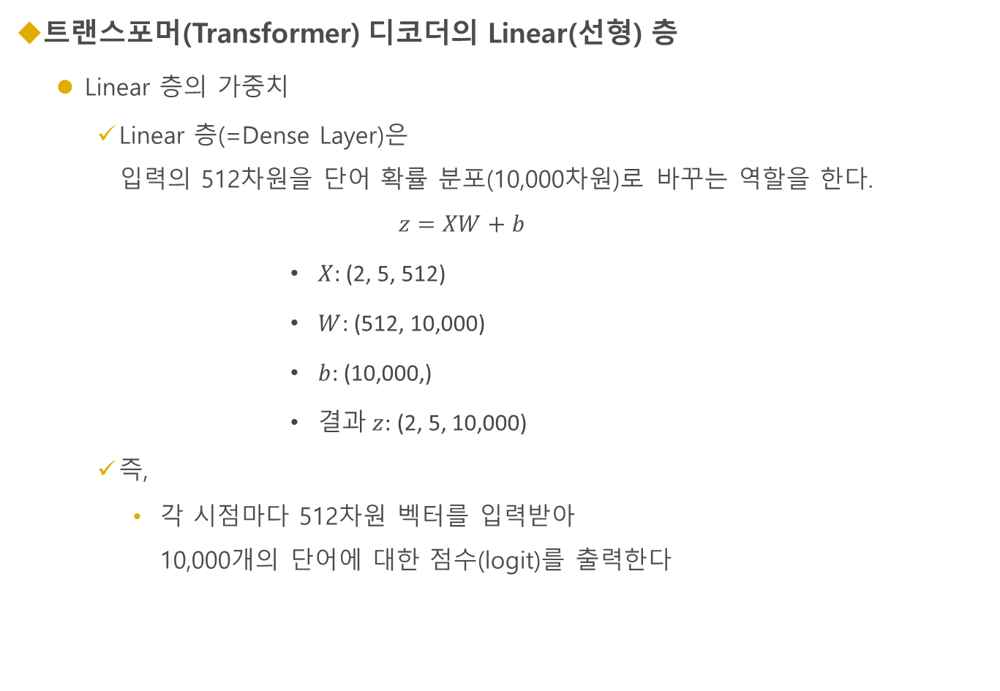 ◆트랜스포머(Transformer) 디코더의 Linear(선형) 층
● Linear 층의 가중치
✓Linear 층(=Dense Layer)은
입력의 512차원을 단어 확률 분포(10,000차원)로 바꾸는 역할을 한다.
z = XW + b
• X: (2, 5, 512)
• W: (512, 10,000)
• b: (10,000,)
• 결과 z: (2, 5, 10,000)
✓즉,
• 각 시점마다 512차원 벡터를 입력받아
10,000개의 단어에 대한 점수(logit)를 출력한다